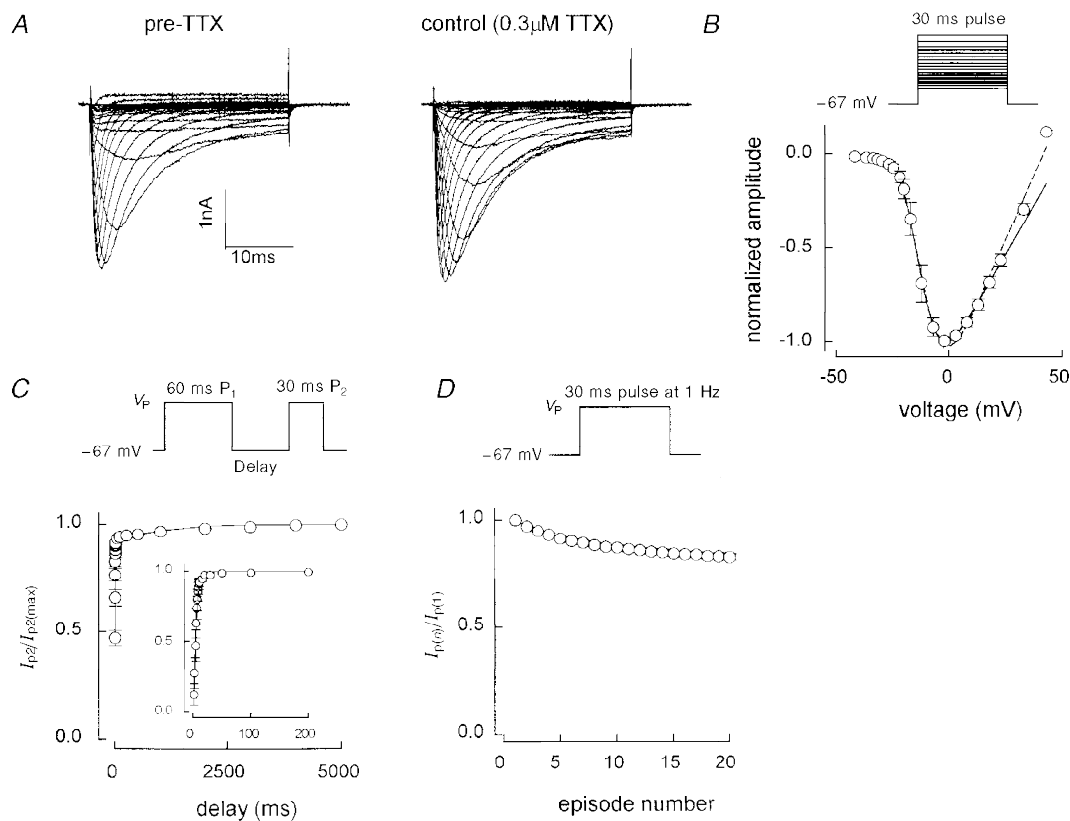 A
pre-TTX
control (0.3μM TTX)
1nA
10ms
B
30 ms pulse
−67 mV
normalized amplitude
0.0
-0.5
-1.0
-50
0
50
voltage (mV)
C
60 ms P1
30 ms P2
VP
−67 mV
Delay
Ip2/Ip2(max)
1.0
0.5
0.0
1.0
0.5
0.0
0
100
200
0
2500
5000
delay (ms)
D
30 ms pulse at 1 Hz
VP
−67 mV
Ip(n)/Ip(1)
1.0
0.5
0.0
0
5
10
15
20
episode number